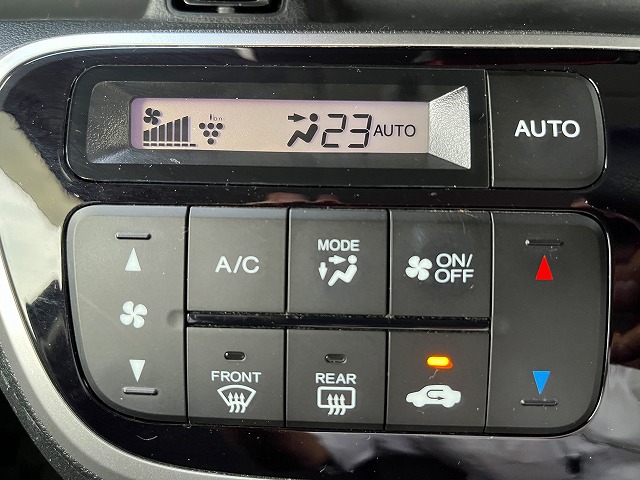 23 AUTO
AUTO
A/C
MODE
ON/
OFF
FRONT
REAR